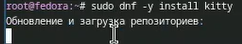 root@fedora:~# sudo dnf -y install kitty
Обновление и загрузка репозиториев: